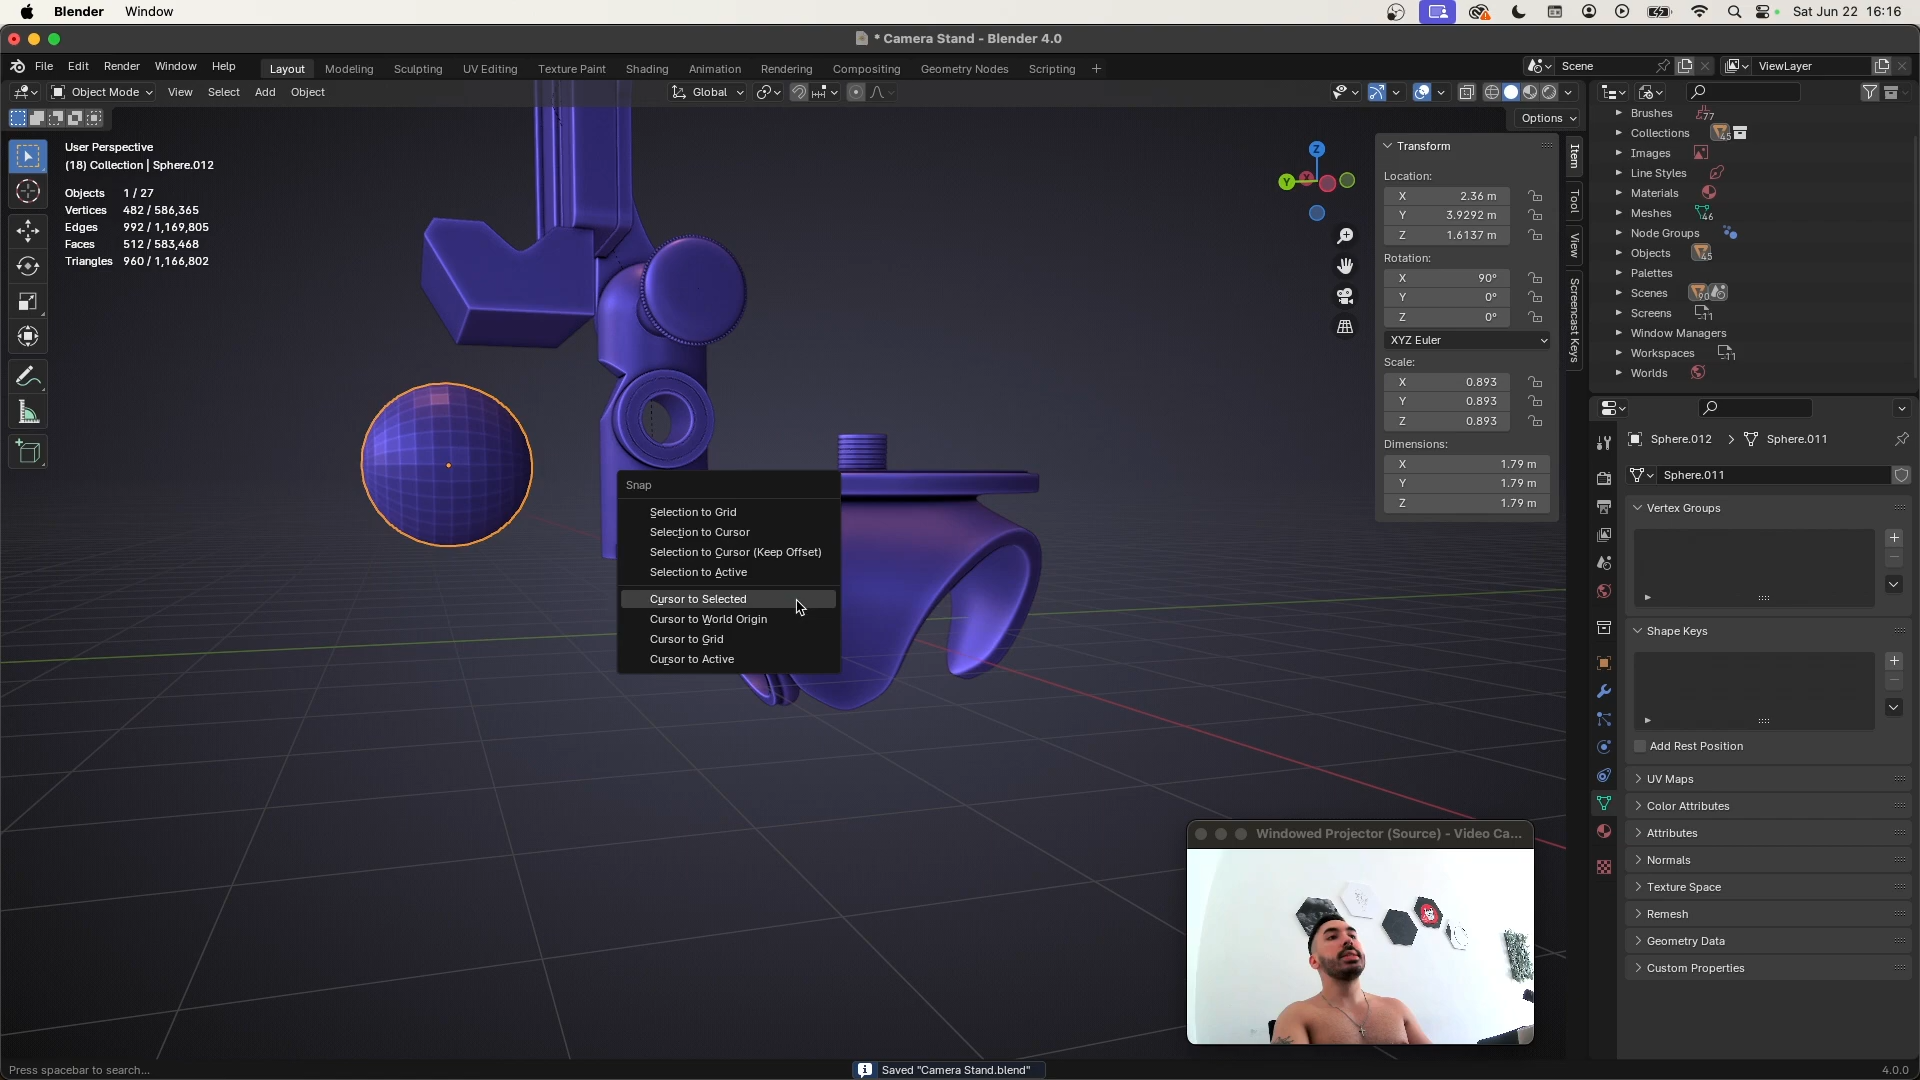 Blender Window
Sat Jun 22 16:16
* Camera Stand - Blender 4.0
File Edit Render Window Help
Layout Modeling Sculpting UV Editing Texture Paint Shading Animation Rendering Compositing Geometry Nodes Scripting +
Scene
ViewLayer
Object Mode View Select Add Object
Global
Options
User Perspective
(18) Collection | Sphere.012
Objects 1 / 27
Vertices 482 / 586,365
Edges 992 / 1,169,805
Faces 512 / 583,468
Triangles 960 / 1,166,802
Z
Y
X
Transform
Location:
X 2.36 m
Y 3.9292 m
Z 1.6137 m
Rotation:
X 90°
Y 0°
Z 0°
XYZ Euler
Scale:
X 0.893
Y 0.893
Z 0.893
Dimensions:
X 1.79 m
Y 1.79 m
Z 1.79 m
Item
Tool
View
Screencast Keys
Snap
Selection to Grid
Selection to Cursor
Selection to Cursor (Keep Offset)
Selection to Active
Cursor to Selected
Cursor to World Origin
Cursor to Grid
Cursor to Active
Brushes 77
Collections 45
Images
Line Styles
Materials
Meshes 46
Node Groups
Objects 45
Palettes
Scenes 90
Screens 11
Window Managers
Workspaces 11
Worlds
Sphere.012 > Sphere.011
Sphere.011
Vertex Groups
Shape Keys
Add Rest Position
UV Maps
Color Attributes
Attributes
Normals
Texture Space
Remesh
Geometry Data
Custom Properties
Windowed Projector (Source) - Video Ca...
Press spacebar to search...
Saved "Camera Stand.blend"
4.0.0